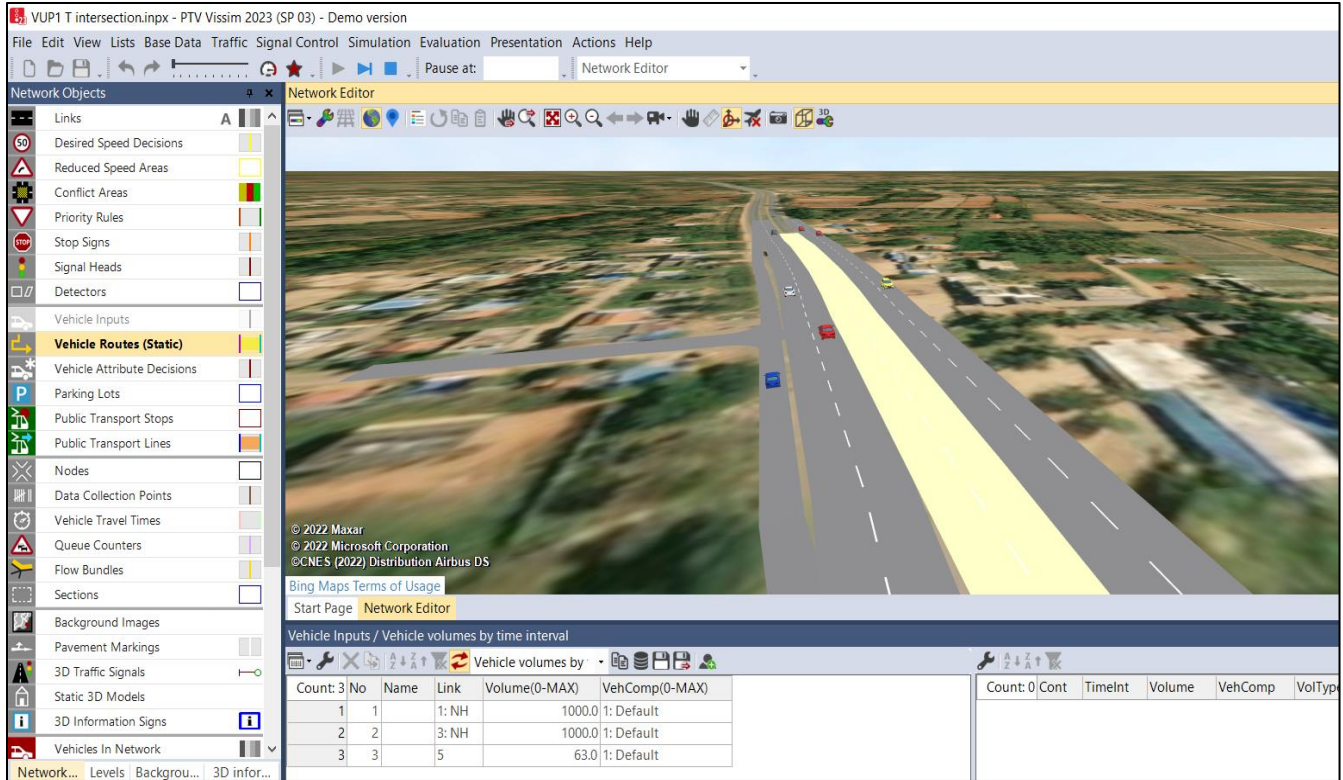 VUP1 T intersection.inpx - PTV Vissim 2023 (SP 03) - Demo version
File Edit View Lists Base Data Traffic Signal Control Simulation Evaluation Presentation Actions Help
Pause at: Network Editor
Network Objects
Links A
50 Desired Speed Decisions
Reduced Speed Areas
Conflict Areas
Priority Rules
STOP Stop Signs
Signal Heads
Detectors
Vehicle Inputs
Vehicle Routes (Static)
Vehicle Attribute Decisions
P Parking Lots
Public Transport Stops
Public Transport Lines
Nodes
Data Collection Points
Vehicle Travel Times
Queue Counters
Flow Bundles
Sections
Background Images
Pavement Markings
3D Traffic Signals
Static 3D Models
3D Information Signs
Vehicles In Network
Network... Levels Backgrou... 3D infor...
Network Editor
3D
© 2022 Maxar
© 2022 Microsoft Corporation
©CNES (2022) Distribution Airbus DS
Bing Maps Terms of Usage
Start Page Network Editor
Vehicle Inputs / Vehicle volumes by time interval
Vehicle volumes by
Count: 3 No Name Link Volume(0-MAX) VehComp(0-MAX)
1 1 1: NH 1000.0 1: Default
2 2 3: NH 1000.0 1: Default
3 3 5 63.0 1: Default
Count: 0 Cont TimeInt Volume VehComp VolType